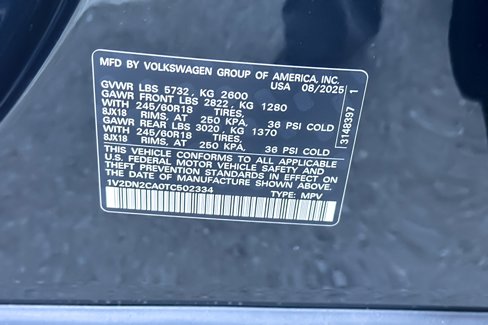 MFD. BY VOLKSWAGEN GROUP OF AMERICA, INC.
USA 08/2025
GVWR LBS 5732, KG 2600
GAWR FRONT LBS 2822, KG 1280
WITH 245/60R18 TIRES,
8JX18 RIMS, AT 250 KPA. 36 PSI COLD
GAWR REAR LBS 3020, KG 1370
WITH 245/60R18 TIRES,
8JX18 RIMS, AT 250 KPA. 36 PSI COLD
THIS VEHICLE CONFORMS TO ALL APPLICABLE
U.S. FEDERAL MOTOR VEHICLE SAFETY
STANDARDS IN EFFECT ON THE
DATE OF MANUFACTURE SHOWN ABOVE.
1V2DN2CA0TC502334
TYPE: MPV
3148397 1